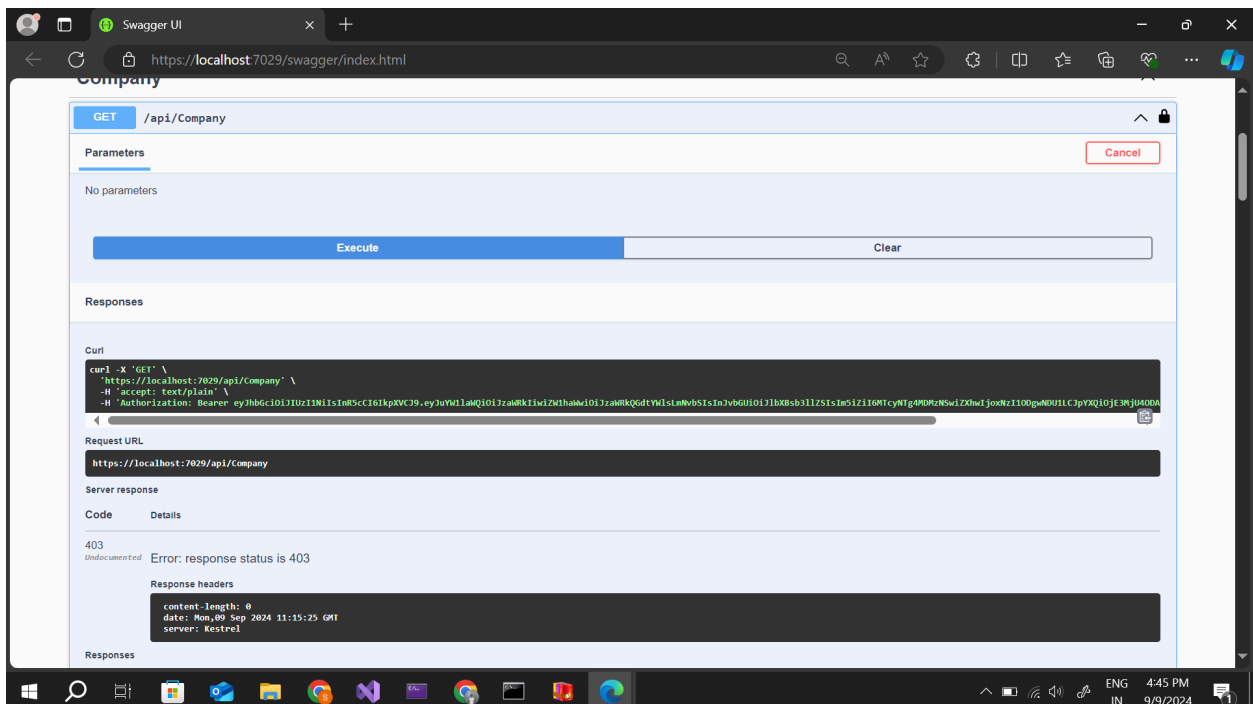 Swagger UI
https://localhost:7029/swagger/index.html
Company
GET /api/Company
Parameters
Cancel
No parameters
Execute
Clear
Responses
Curl
curl -X 'GET' \
'https://localhost:7029/api/Company' \
-H 'accept: text/plain' \
-H 'Authorization: Bearer
Request URL
https://localhost:7029/api/Company
Server response
Code Details
403
Undocumented
Error: response status is 403
Response headers
content-length: 0
date: Mon,09 Sep 2024 11:15:25 GMT
server: Kestrel
Responses
ENG
IN
4:45 PM
9/9/2024
1